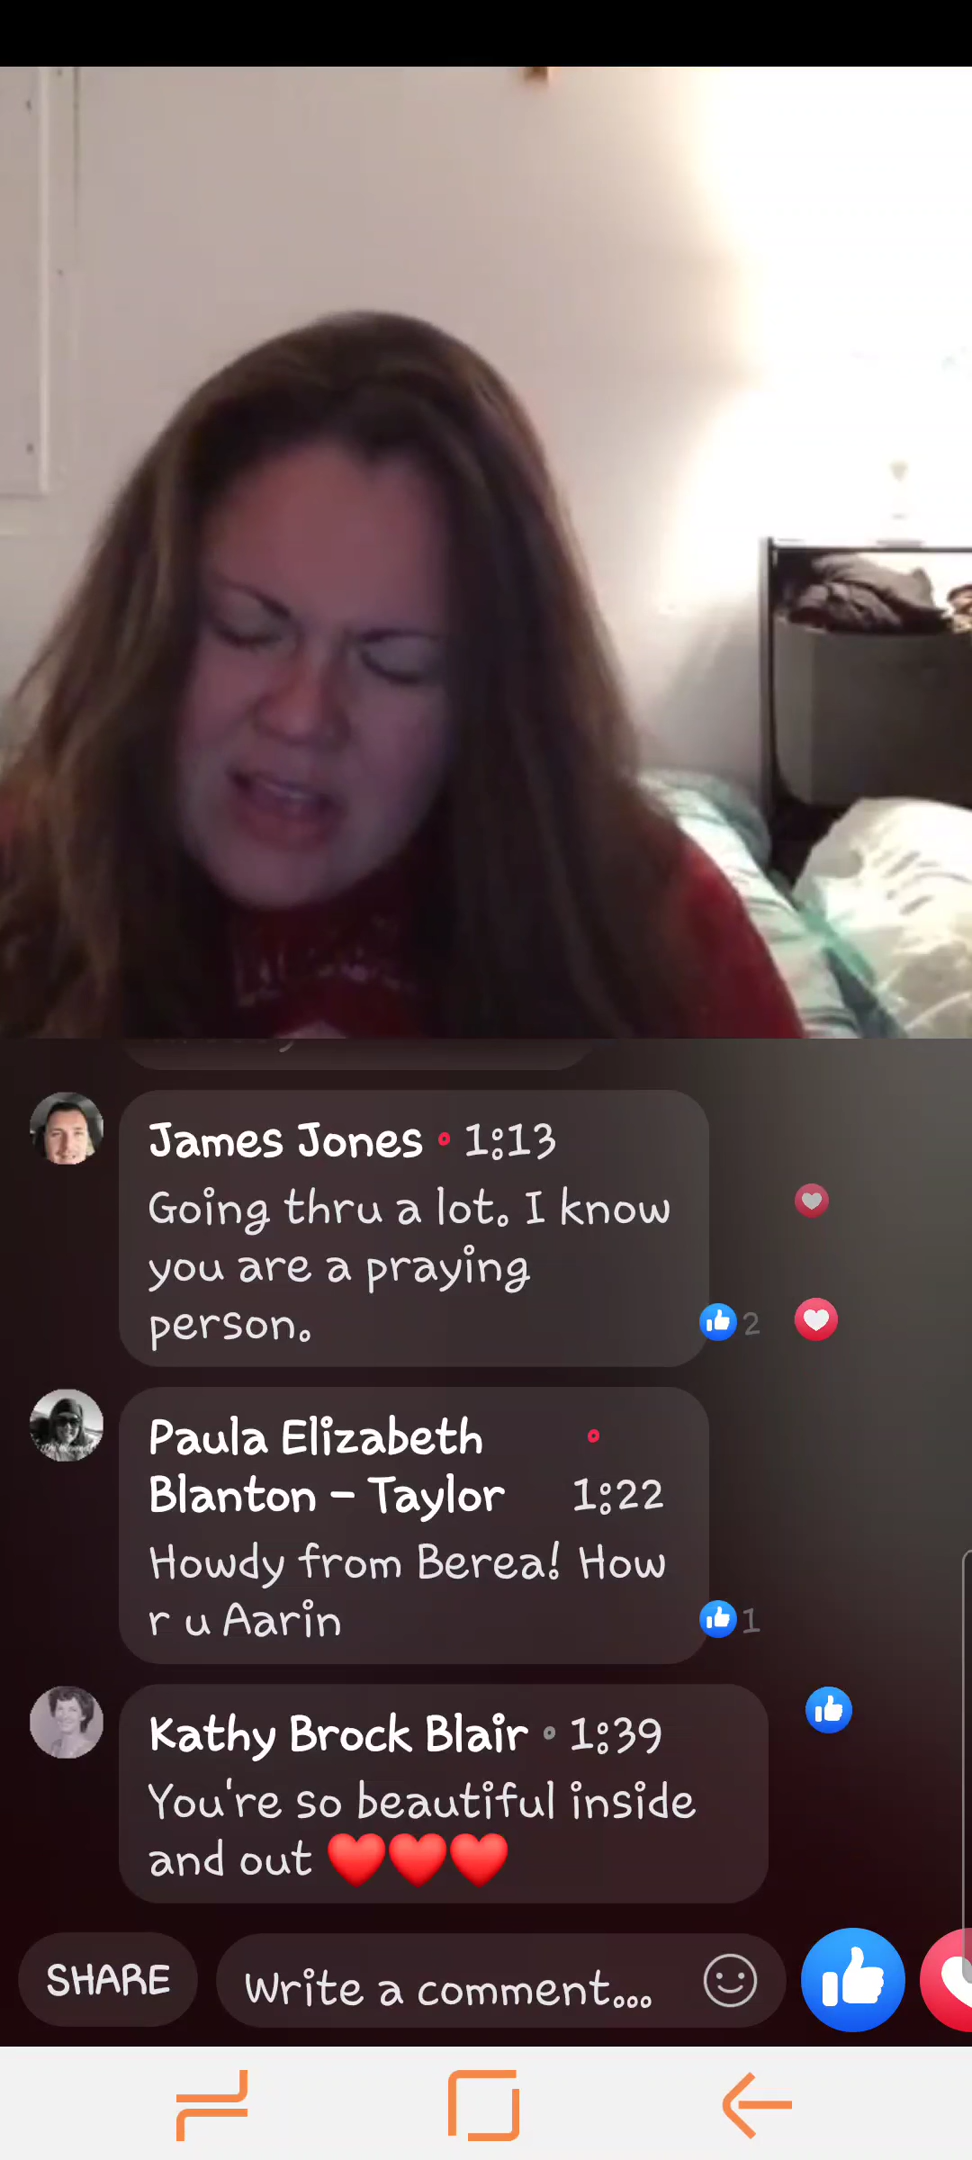 James Jones • 1:13
Going thru a lot. I know
you are a praying
person.
2
Paula Elizabeth •
Blanton - Taylor 1:22
Howdy from Berea! How
r u Aarin
1
Kathy Brock Blair • 1:39
You're so beautiful inside
and out ❤️❤️❤️
SHARE
Write a comment...